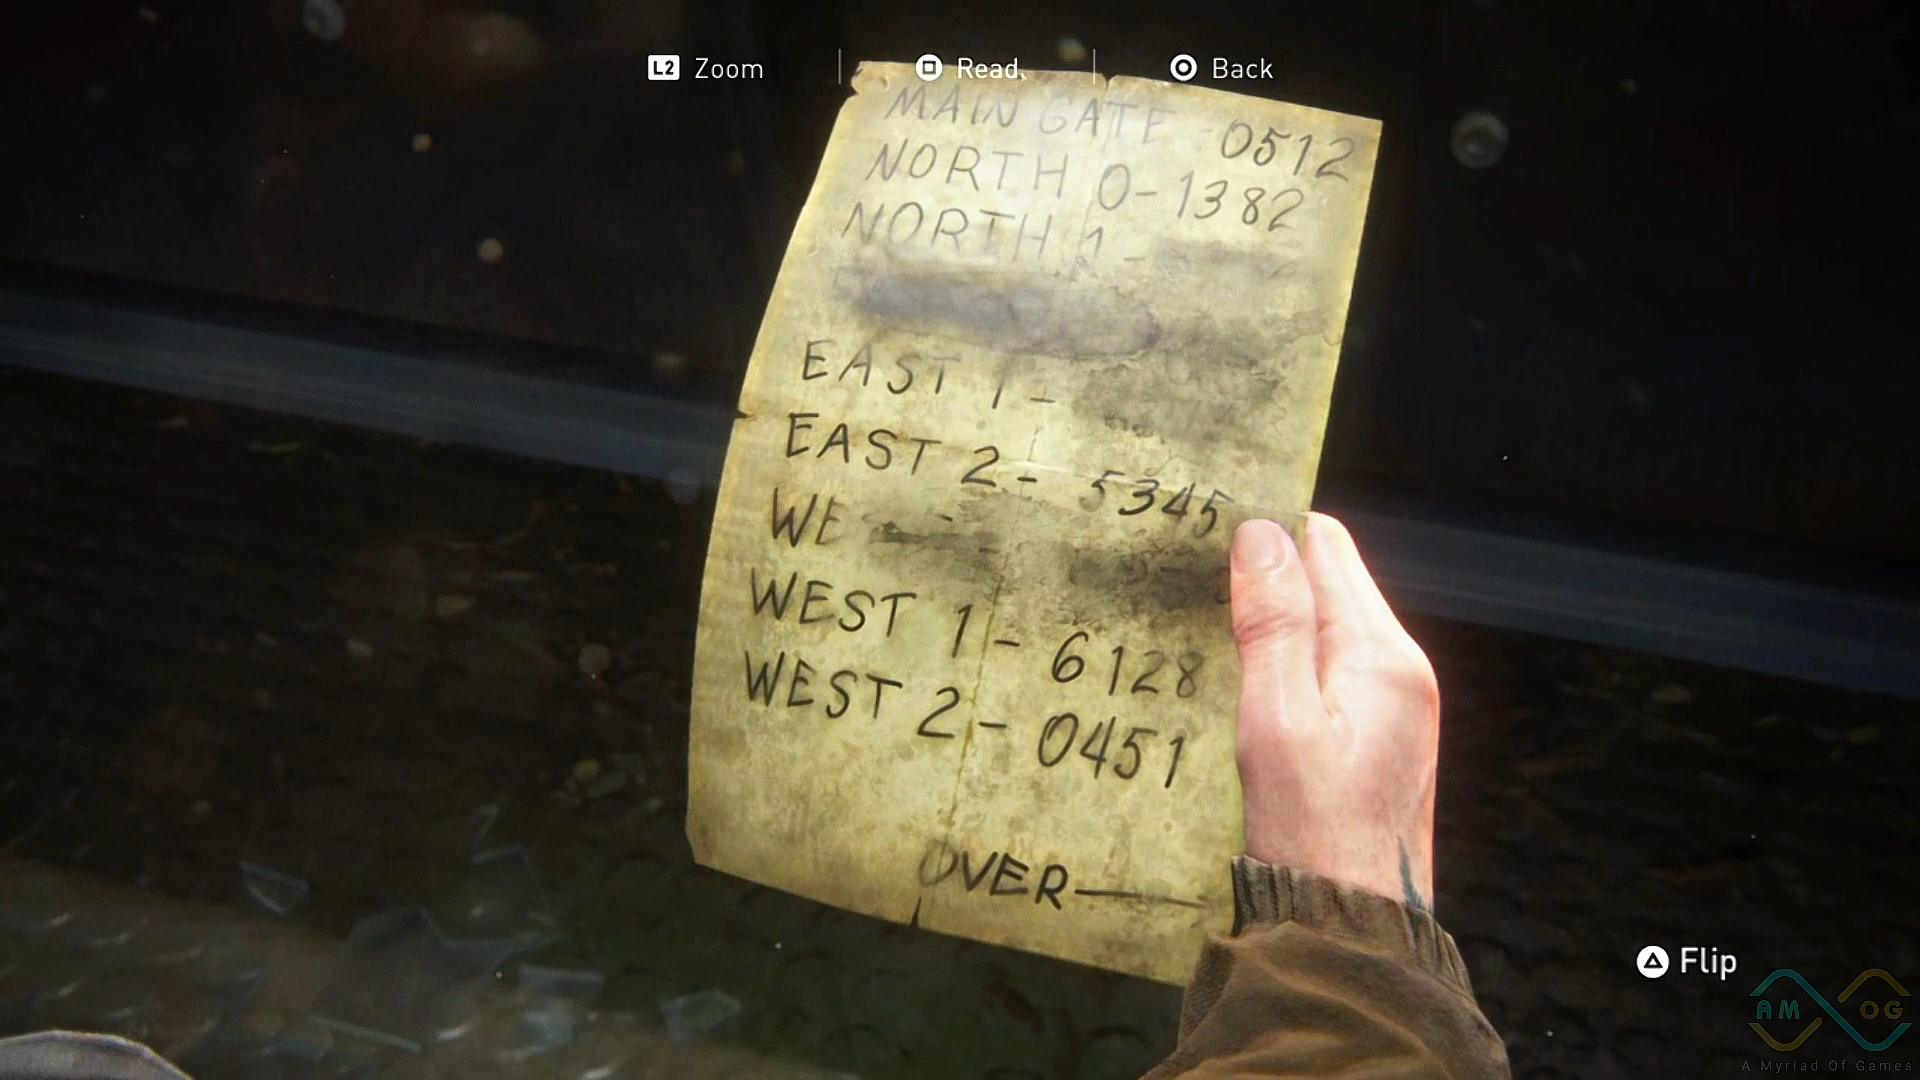 L2 Zoom Read Back
MAIN GATE - 0512
NORTH 0- 1382
NORTH 1 -
EAST 1 -
EAST 2 - 5345
WE
WEST 1 - 6128
WEST 2 - 0451
OVER
Flip
AM OG
A Myriad Of Games